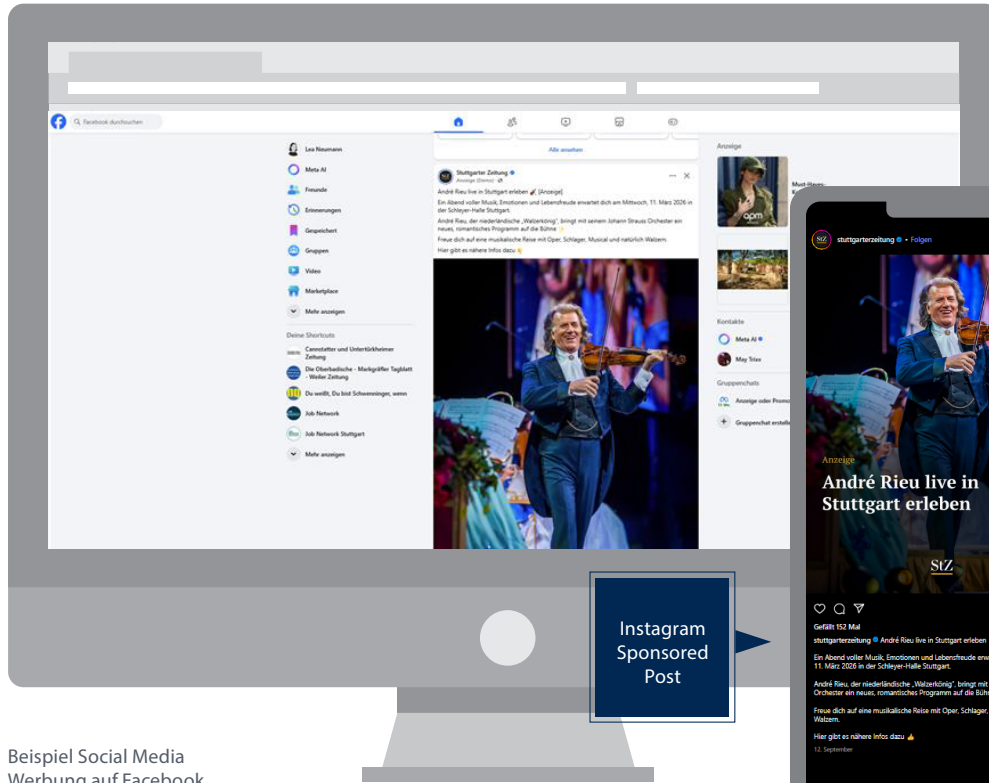 Facebook durchsuchen
Lea Neumann
Meta AI
Freunde
Erinnerungen
Gespeichert
Gruppen
Video
Marketplace
Mehr anzeigen
Deine Shortcuts
Cannstatter und Untertürkheimer
Zeitung
Die Oberbadische - Markgräfler Tagblatt
- Weiler Zeitung
Du weißt, Du bist Schwenninger, wenn
Job Network
Job Network Stuttgart
Mehr anzeigen
Alle ansehen
Stuttgarter Zeitung
Anzeige (Demo)
André Rieu live in Stuttgart erleben [Anzeige]
Ein Abend voller Musik, Emotionen und Lebensfreude erwartet dich am Mittwoch, 11. März 2026 in
der Schleyer-Halle Stuttgart.
André Rieu, der niederländische „Walzerkönig", bringt mit seinem Johann Strauss Orchester ein
neues, romantisches Programm auf die Bühne
Freue dich auf eine musikalische Reise mit Oper, Schlager, Musical und natürlich Walzern.
Hier gibt es nähere Infos dazu
Anzeige
apm
Must-Haves-
Kontakte
Meta AI
May Triss
Gruppenchats
Anzeige oder Promo
Gruppenchat erstelle
StZ
stuttgarterzeitung • Folgen
Anzeige
André Rieu live in
Stuttgart erleben
StZ
Gefällt 152 Mal
stuttgarterzeitung André Rieu live in Stuttgart erleben
Ein Abend voller Musik, Emotionen und Lebensfreude erw
11. März 2026 in der Schleyer-Halle Stuttgart.
André Rieu, der niederländische „Walzerkönig", bringt mit
Orchester ein neues, romantisches Programm auf die Büh
Freue dich auf eine musikalische Reise mit Oper, Schlager,
Walzern.
Hier gibt es nähere Infos dazu
12. September
Instagram
Sponsored
Post
Beispiel Social Media
Werbung auf Facebook